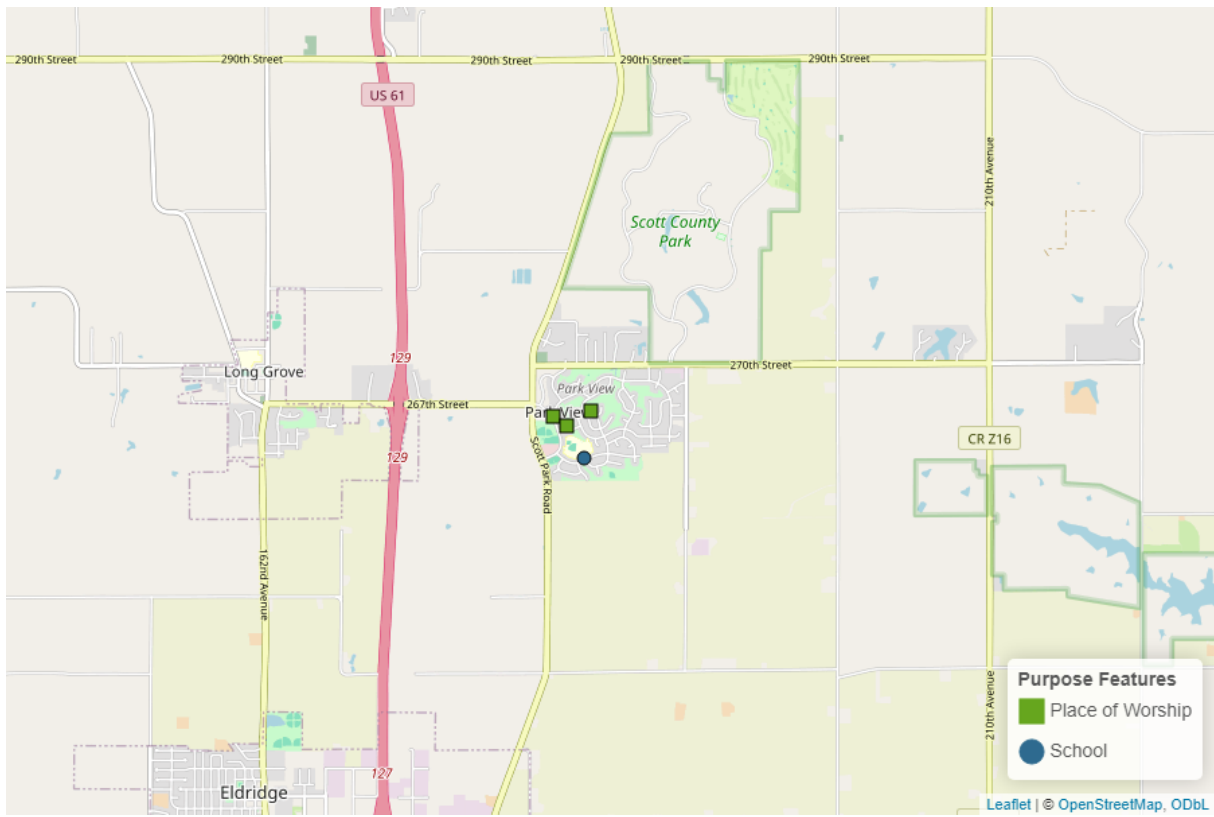 290th Street
290th Street
290th Street
290th Street
290th Street
US 61
210th Avenue
Scott County
Park
129
270th Street
Long Grove
Park View
267th Street
Park View
CR Z16
129
Scott Park Road
162nd Avenue
210th Avenue
127
Eldridge
Purpose Features
Place of Worship
School
Leaflet | © OpenStreetMap, ODbL